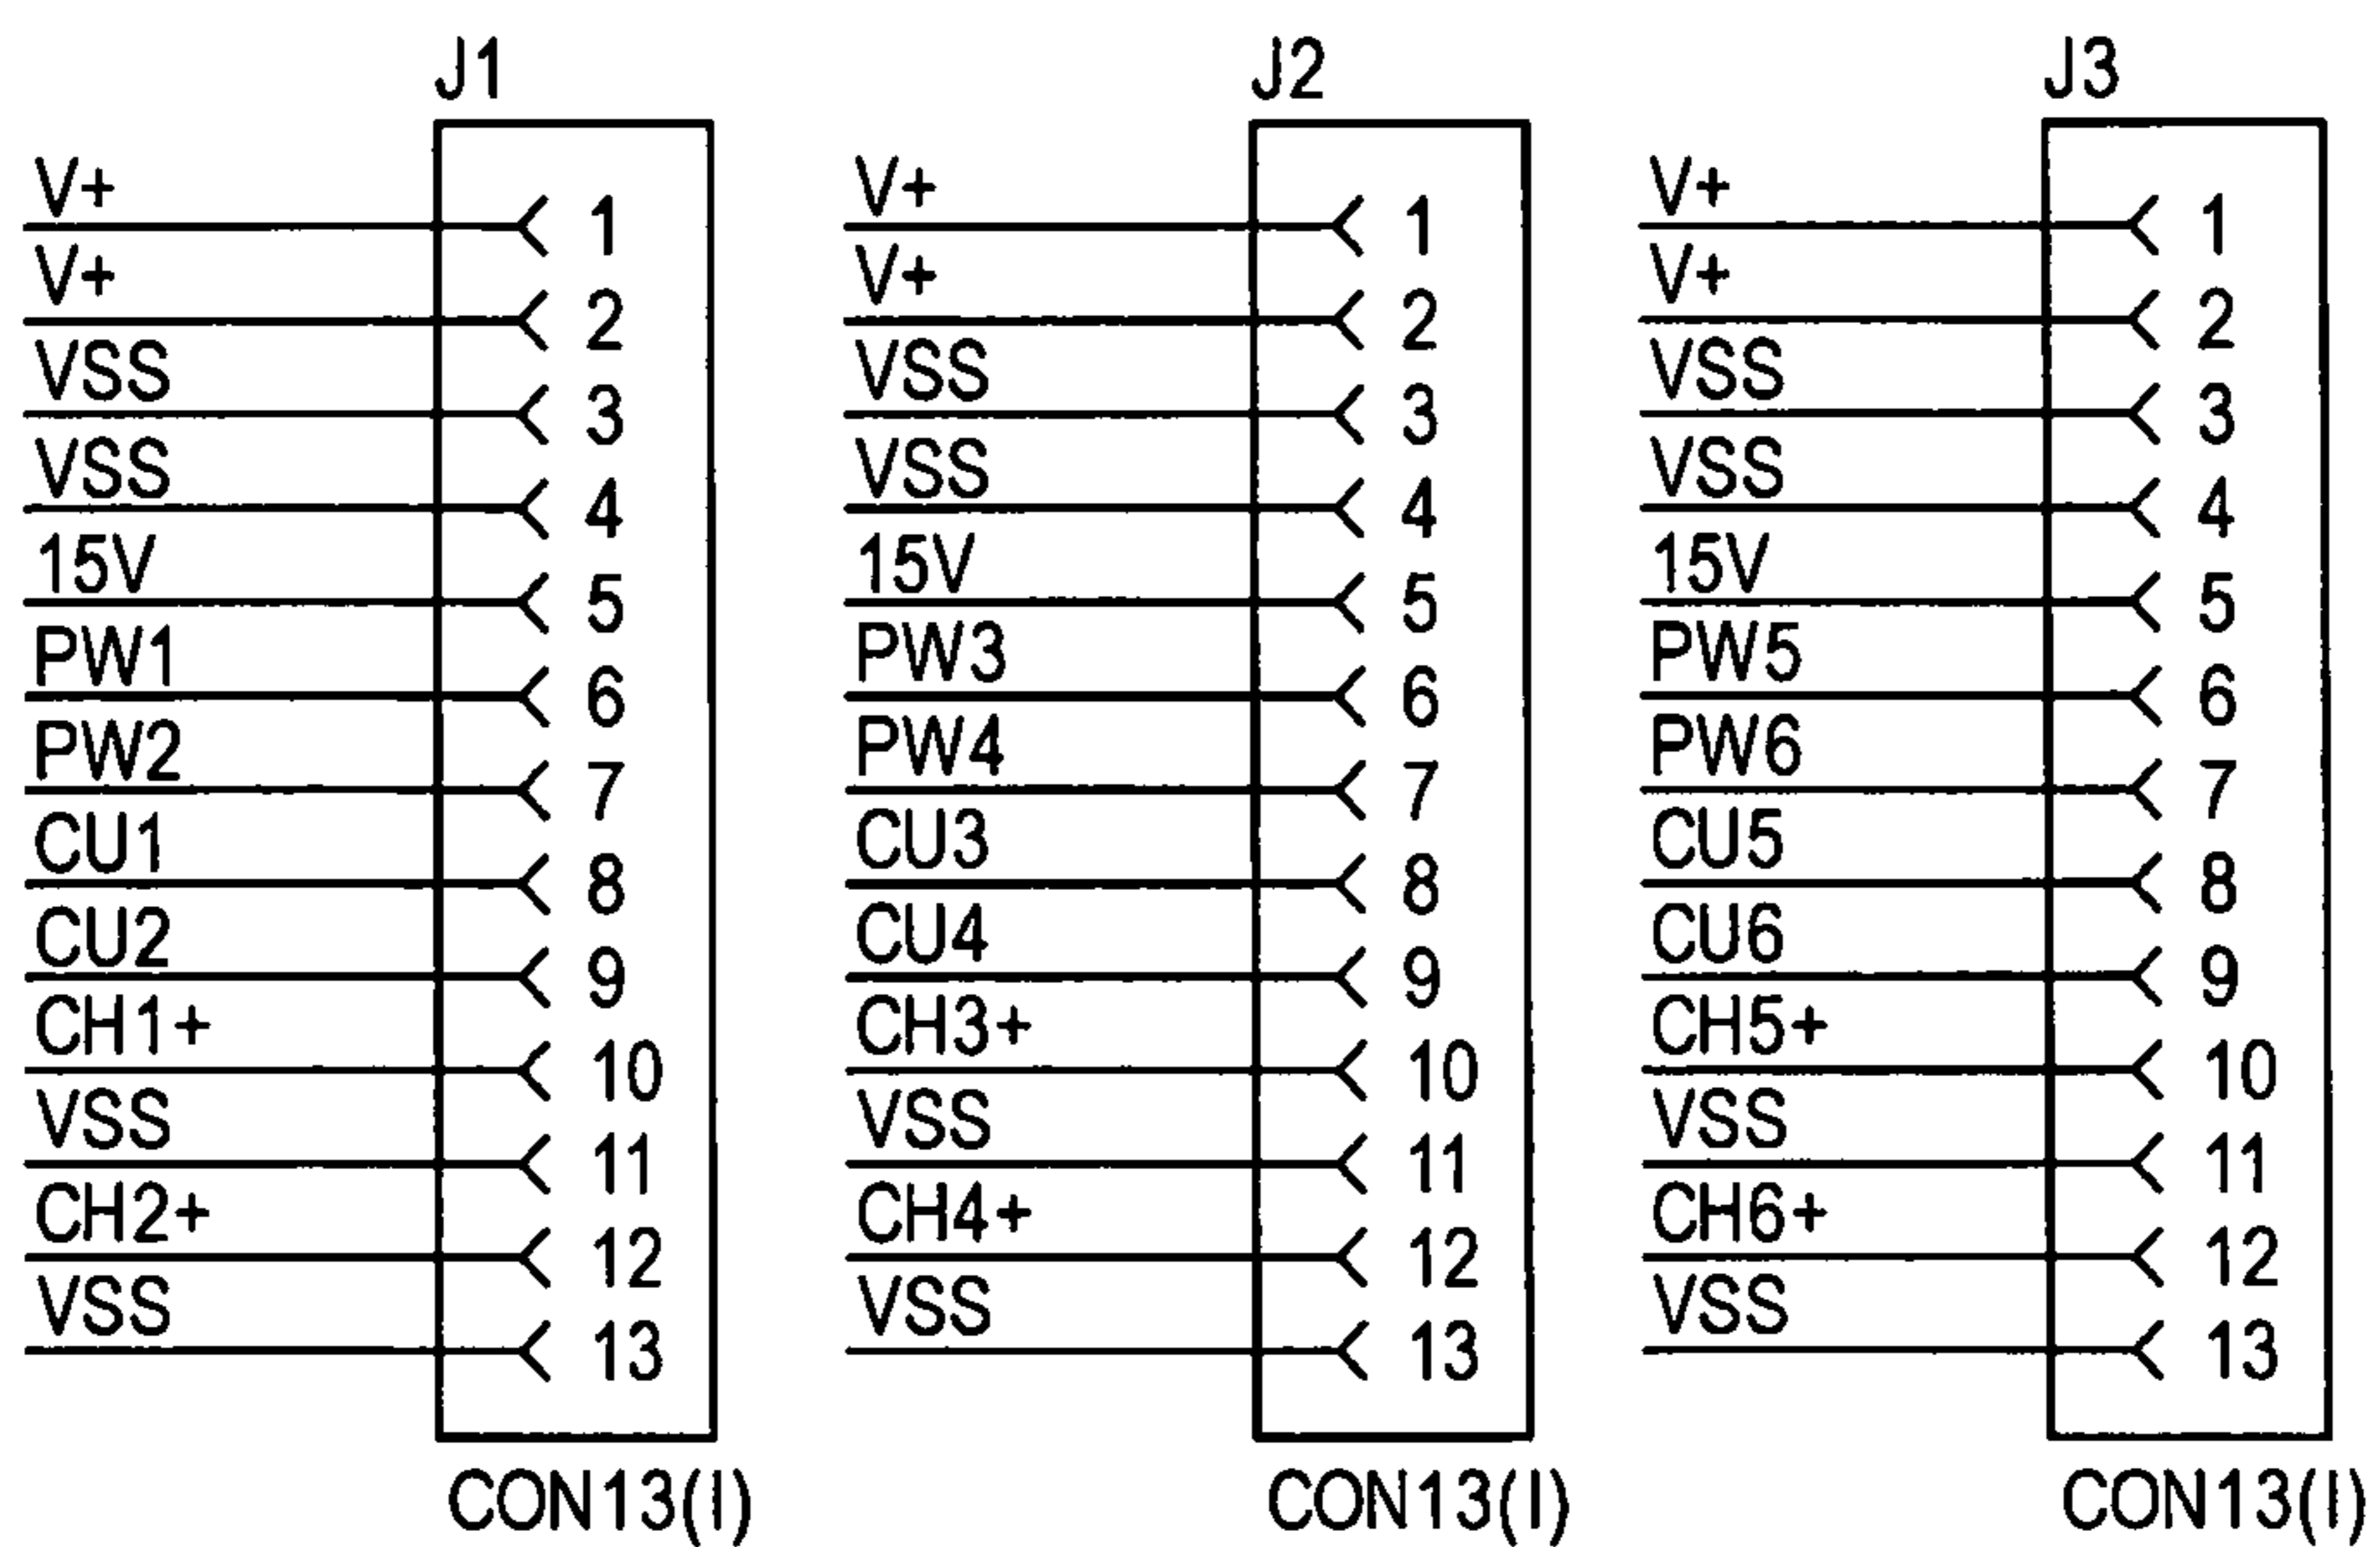 J1 J2 J3
V+ 1 V+ 1 V+ 1
V+ 2 V+ 2 V+ 2
VSS 3 VSS 3 VSS 3
VSS 4 VSS 4 VSS 4
15V 5 15V 5 15V 5
PW1 6 PW3 6 PW5 6
PW2 7 PW4 7 PW6 7
CU1 8 CU3 8 CU5 8
CU2 9 CU4 9 CU6 9
CH1+ 10 CH3+ 10 CH5+ 10
VSS 11 VSS 11 VSS 11
CH2+ 12 CH4+ 12 CH6+ 12
VSS 13 VSS 13 VSS 13
CON13(I) CON13(I) CON13(I)